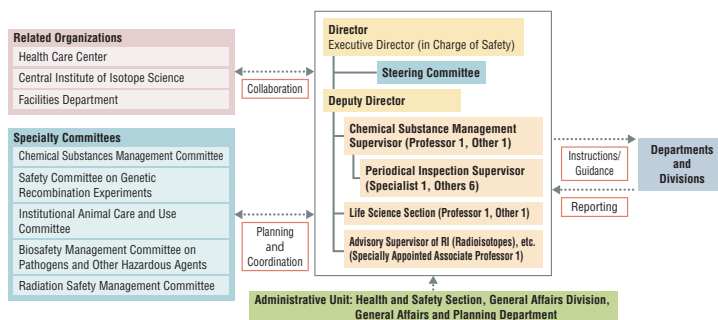 Related Organizations
Health Care Center
Central Institute of Isotope Science
Facilities Department
Collaboration
Specialty Committees
Chemical Substances Management Committee
Safety Committee on Genetic
Recombination Experiments
Institutional Animal Care and Use
Committee
Biosafety Management Committee on
Pathogens and Other Hazardous Agents
Radiation Safety Management Committee
Planning
and
Coordination
Director
Executive Director (in Charge of Safety)
Steering Committee
Deputy Director
Chemical Substance Management
Supervisor (Professor 1, Other 1)
Periodical Inspection Supervisor
(Specialist 1, Others 6)
Life Science Section (Professor 1, Other 1)
Advisory Supervisor of RI (Radioisotopes), etc.
(Specially Appointed Associate Professor 1)
Instructions/
Guidance
Reporting
Departments
and
Divisions
Administrative Unit: Health and Safety Section, General Affairs Division,
General Affairs and Planning Department